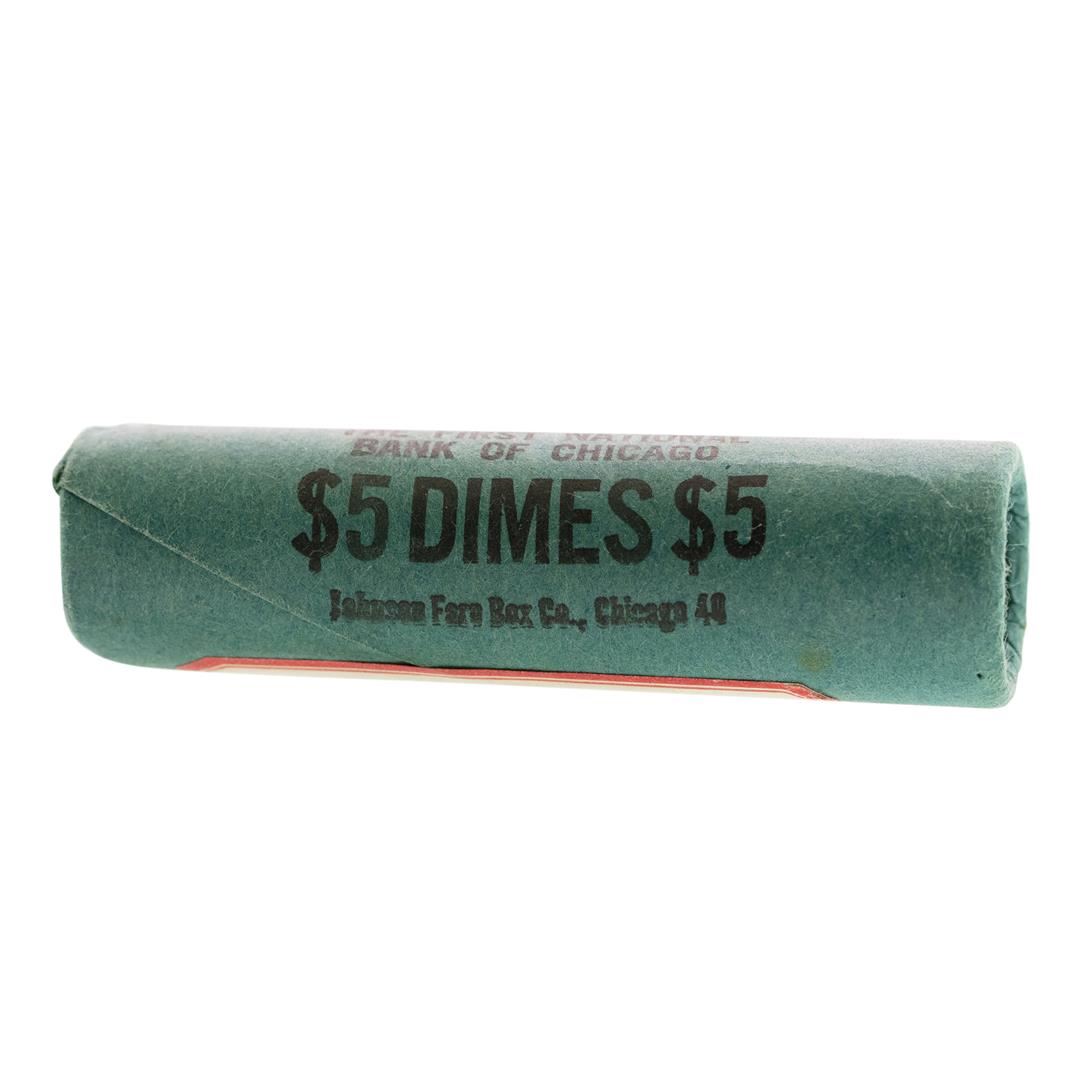 THE FIRST NATIONAL
BANK OF CHICAGO
$5 DIMES $5
Johnson Fare Box Co., Chicago 40